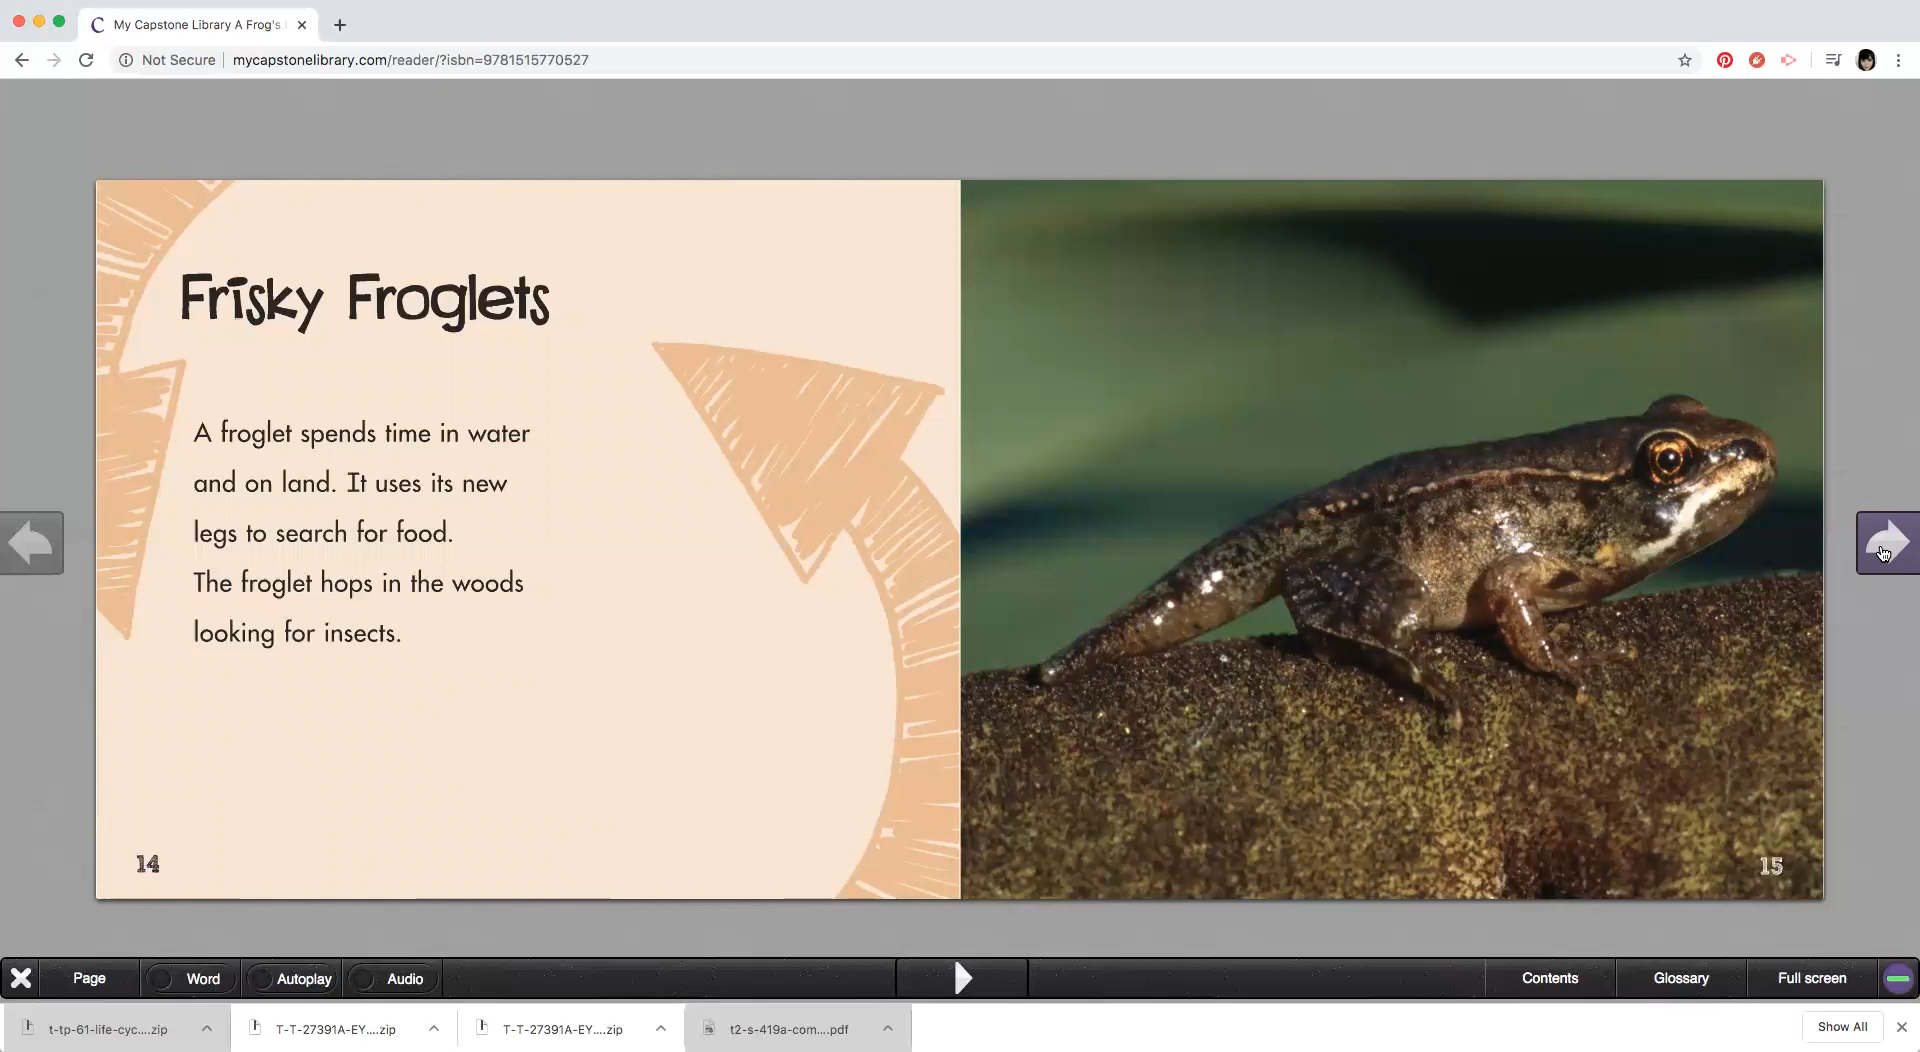 My Capstone Library A Frog's
Not Secure
mycapstonelibrary.com/reader/?isbn=9781515770527
Frisky Froglets
A froglet spends time in water
and on land. It uses its new
legs to search for food.
The froglet hops in the woods
looking for insects.
14
15
Page
Word
Autoplay
Audio
Contents
Glossary
Full screen
t-tp-61-life-cyc....zip
T-T-27391A-EY....zip
T-T-27391A-EY....zip
t2-s-419a-com....pdf
Show All